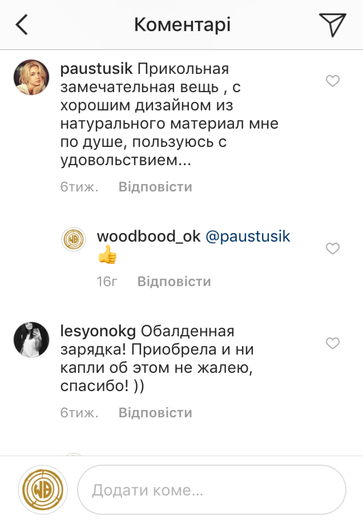 Коментарі
paustusik Прикольная
замечательная вещь , с
хорошим дизайном из
натурального материал мне
по душе, пользуюсь с
удовольствием...
6тиж. Відповісти
woodbood_ok @paustusik
👍
16г Відповісти
lesyonokg Обалденная
зарядка! Приобрела и ни
капли об этом не жалею,
спасибо! ))
6тиж. Відповісти
Додати коме...